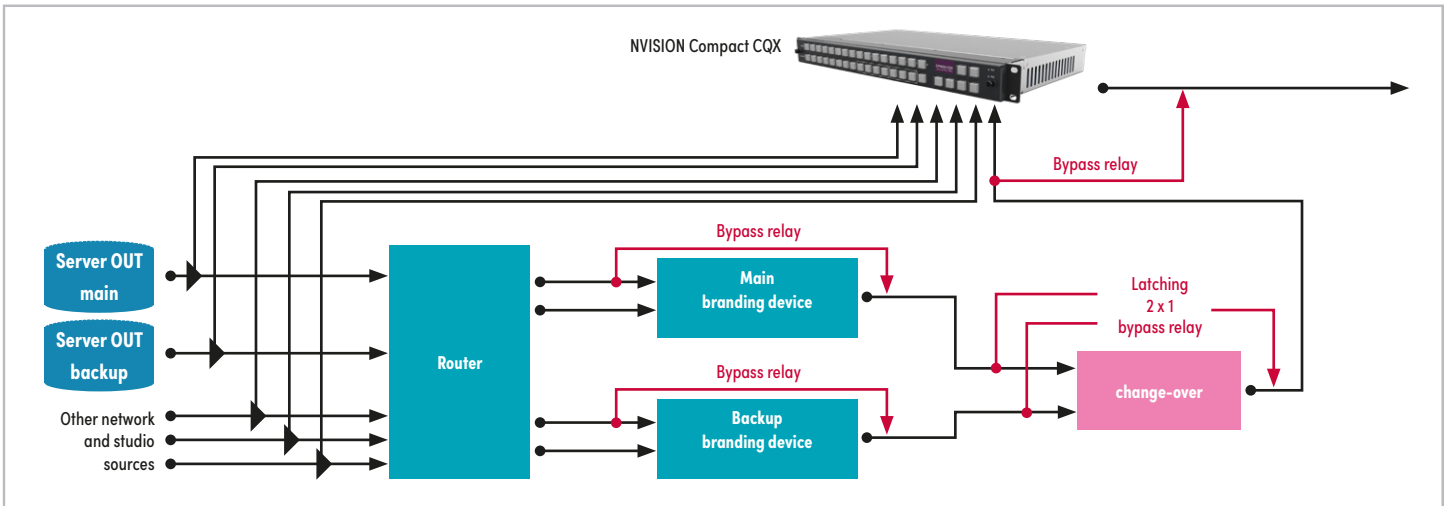 NVISION Compact CQX
Bypass relay
Server OUT
main
Server OUT
backup
Other network
and studio
sources
Router
Bypass relay
Main
branding device
Bypass relay
Backup
branding device
Latching
2 x 1
bypass relay
change-over